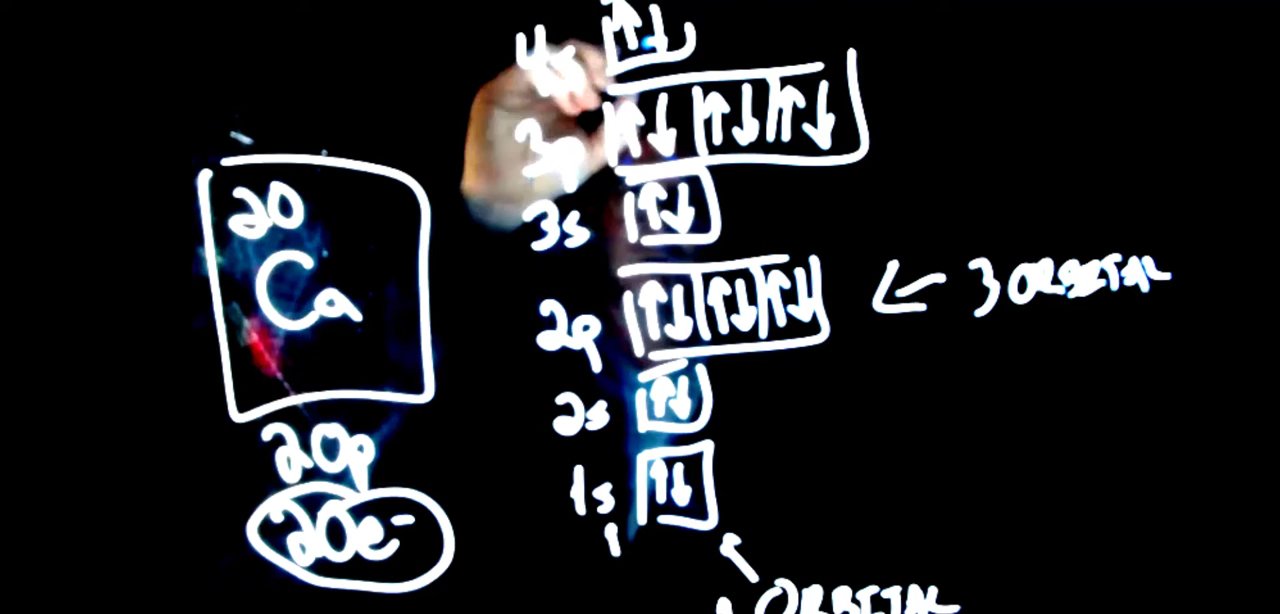 4s ↑↓
3p ↑↓ ↑↓ ↑↓
3s ↑↓
2p ↑↓ ↑↓ ↑↓ ← 3 ORBITAL
2s ↑↓
1s ↑↓
ORBITAL
20
Ca
20p
20e⁻